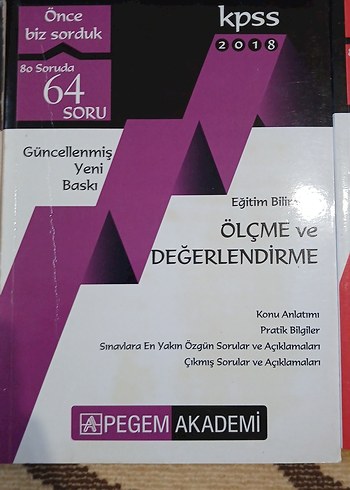 Önce
biz sorduk
80 Soruda
64
SORU
kpss
2018
Güncellenmiş
Yeni
Baskı
Eğitim
ÖLÇME ve
DEĞERLENDİRME
Konu Anlatımı
Pratik Bilgiler
Sınavlara En Yakın Özgün Sorular ve Açıklamaları
Çıkmış Sorular ve Açıklamaları
PEGEM AKADEMİ